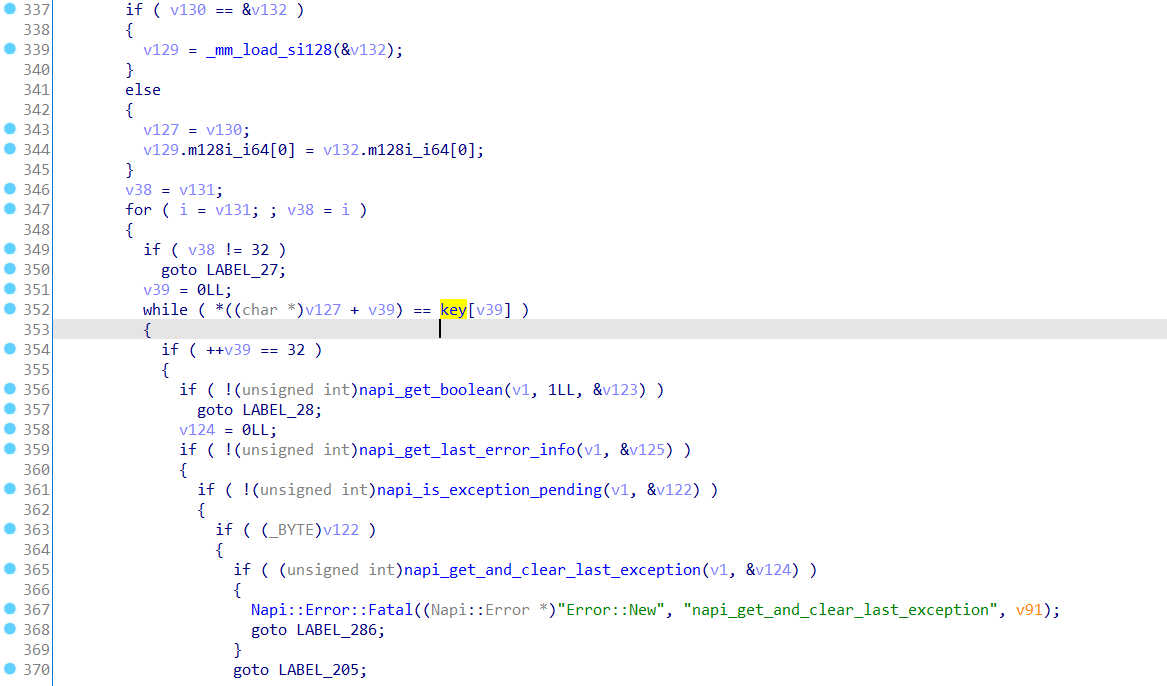 337 if ( v130 == &v132 )
338 {
339 v129 = _mm_load_si128(&v132);
340 }
341 else
342 {
343 v127 = v130;
344 v129.m128i_i64[0] = v132.m128i_i64[0];
345 }
346 v38 = v131;
347 for ( i = v131; ; v38 = i )
348 {
349 if ( v38 != 32 )
350 goto LABEL_27;
351 v39 = 0LL;
352 while ( *((char *)v127 + v39) == key[v39] )
353 {
354 if ( ++v39 == 32 )
355 {
356 if ( !(unsigned int)napi_get_boolean(v1, 1LL, &v123) )
357 goto LABEL_28;
358 v124 = 0LL;
359 if ( !(unsigned int)napi_get_last_error_info(v1, &v125) )
360 {
361 if ( !(unsigned int)napi_is_exception_pending(v1, &v122) )
362 {
363 if ( (_BYTE)v122 )
364 {
365 if ( (unsigned int)napi_get_and_clear_last_exception(v1, &v124) )
366 {
367 Napi::Error::Fatal((Napi::Error *)"Error::New", "napi_get_and_clear_last_exception", v91);
368 goto LABEL_286;
369 }
370 goto LABEL_205;